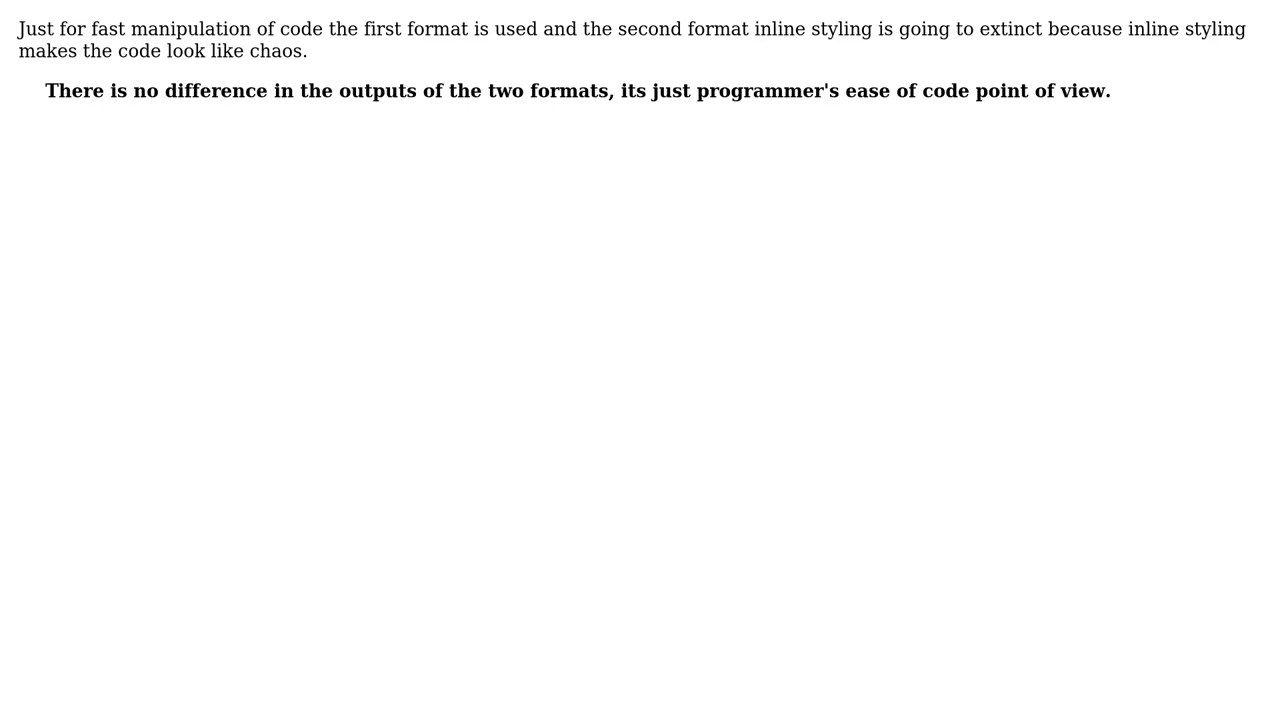 Just for fast manipulation of code the first format is used and the second format inline styling is going to extinct because inline styling
makes the code look like chaos.
There is no difference in the outputs of the two formats, its just programmer's ease of code point of view.